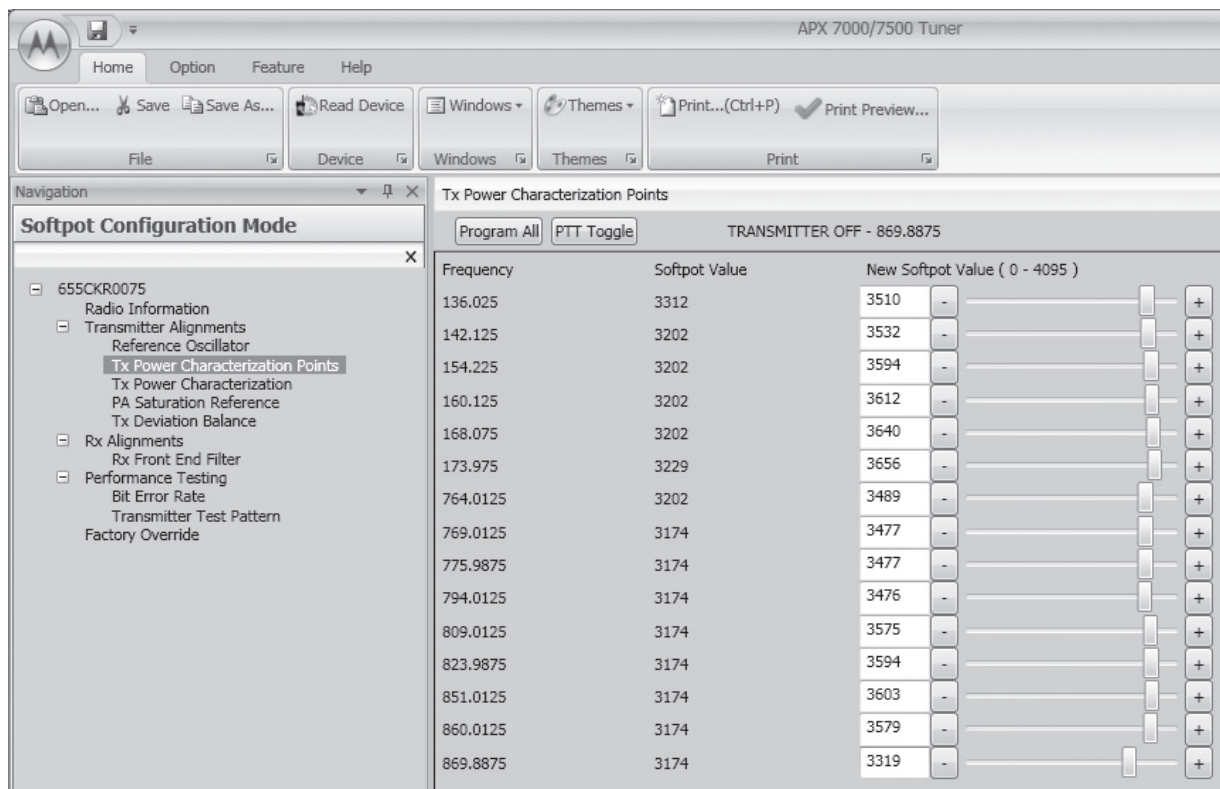 APX 7000/7500 Tuner
Home Option Feature Help
Open... Save Save As... Read Device Windows Themes Print...(Ctrl+P) Print Preview...
File Device Windows Themes Print
Navigation
Softpot Configuration Mode
X
655CKR0075
Radio Information
Transmitter Alignments
Reference Oscillator
Tx Power Characterization Points
Tx Power Characterization
PA Saturation Reference
Tx Deviation Balance
Rx Alignments
Rx Front End Filter
Performance Testing
Bit Error Rate
Transmitter Test Pattern
Factory Override
Tx Power Characterization Points
Program All PTT Toggle TRANSMITTER OFF - 869.8875
Frequency Softpot Value New Softpot Value ( 0 - 4095 )
136.025 3312 3510 - +
142.125 3202 3532 - +
154.225 3202 3594 - +
160.125 3202 3612 - +
168.075 3202 3640 - +
173.975 3229 3656 - +
764.0125 3202 3489 - +
769.0125 3174 3477 - +
775.9875 3174 3477 - +
794.0125 3174 3476 - +
809.0125 3174 3575 - +
823.9875 3174 3594 - +
851.0125 3174 3603 - +
860.0125 3174 3579 - +
869.8875 3174 3319 - +